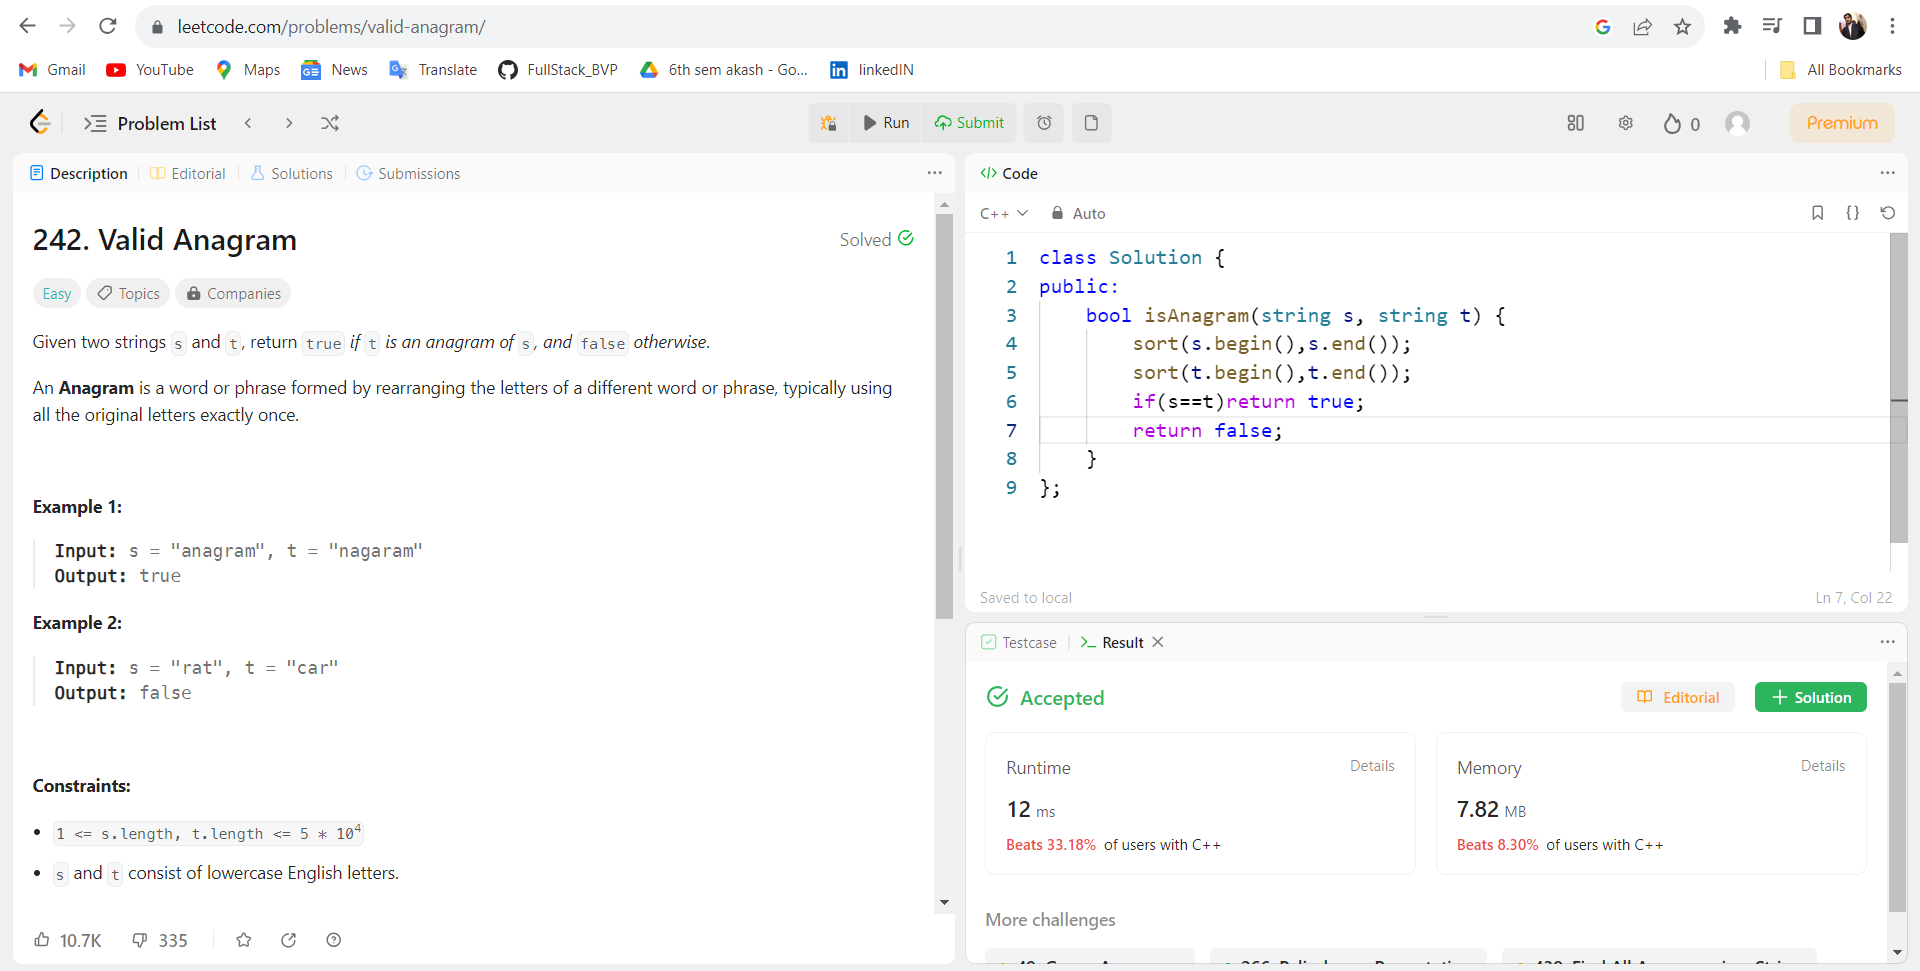 leetcode.com/problems/valid-anagram/
Gmail YouTube Maps News Translate FullStack_BVP 6th sem akash - Go... linkedIN All Bookmarks
Problem List Run Submit 0 Premium
Description Editorial Solutions Submissions
242. Valid Anagram Solved
Easy Topics Companies
Given two strings s and t, return true if t is an anagram of s, and false otherwise.
An Anagram is a word or phrase formed by rearranging the letters of a different word or phrase, typically using
all the original letters exactly once.
Example 1:
Input: s = "anagram", t = "nagaram"
Output: true
Example 2:
Input: s = "rat", t = "car"
Output: false
Constraints:
• 1 <= s.length, t.length <= 5 * 10⁴
• s and t consist of lowercase English letters.
10.7K 335
Code
C++ Auto
1 class Solution {
2 public:
3 bool isAnagram(string s, string t) {
4 sort(s.begin(),s.end());
5 sort(t.begin(),t.end());
6 if(s==t)return true;
7 return false;
8 }
9 };
Saved to local Ln 7, Col 22
Testcase Result
Accepted Editorial + Solution
Runtime Details
12 ms
Beats 33.18% of users with C++
Memory Details
7.82 MB
Beats 8.30% of users with C++
More challenges